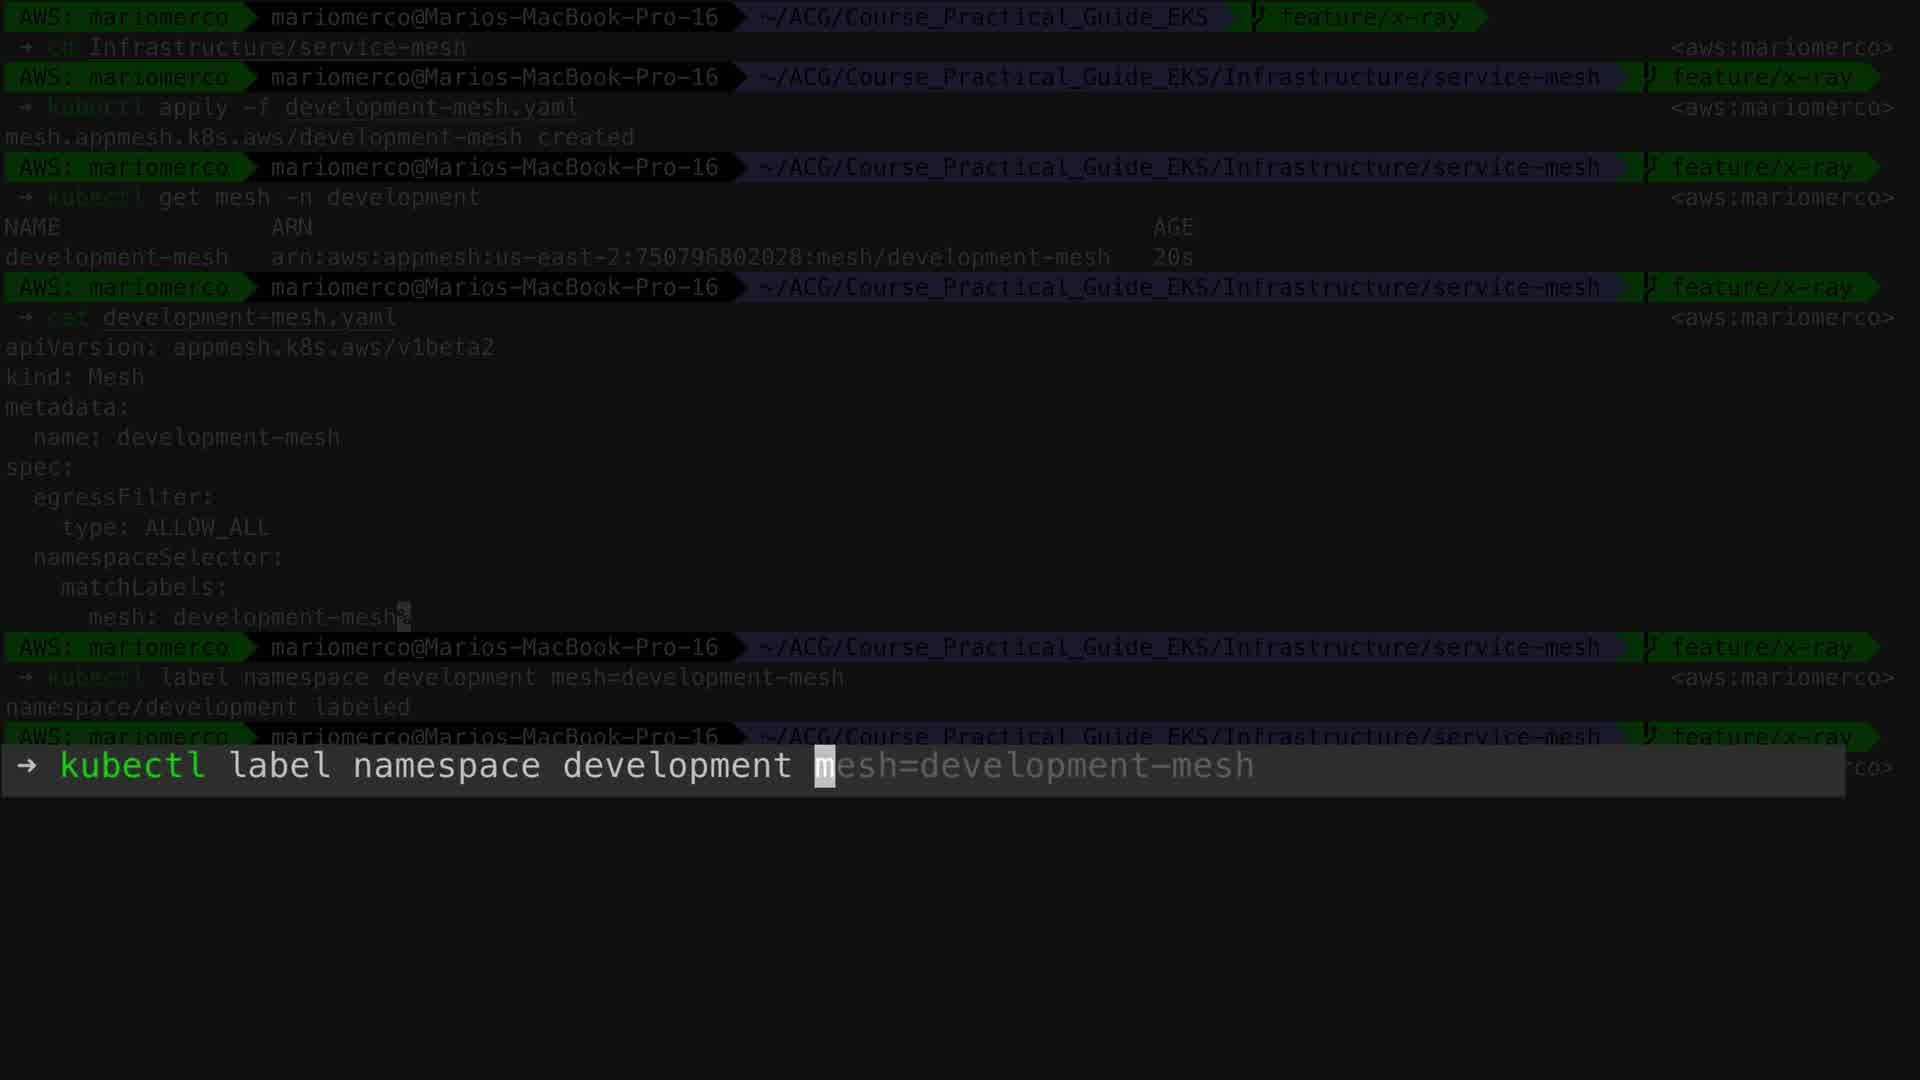 AWS: mariomerco mariomerco@Marios-MacBook-Pro-16 ~/ACG/Course_Practical_Guide_EKS feature/x-ray
→ cd Infrastructure/service-mesh <aws:mariomerco>
AWS: mariomerco mariomerco@Marios-MacBook-Pro-16 ~/ACG/Course_Practical_Guide_EKS/Infrastructure/service-mesh feature/x-ray
→ kubectl apply -f development-mesh.yaml <aws:mariomerco>
mesh.appmesh.k8s.aws/development-mesh created
AWS: mariomerco mariomerco@Marios-MacBook-Pro-16 ~/ACG/Course_Practical_Guide_EKS/Infrastructure/service-mesh feature/x-ray
→ kubectl get mesh -n development <aws:mariomerco>
NAME ARN AGE
development-mesh arn:aws:appmesh:us-east-2:750796802028:mesh/development-mesh 20s
AWS: mariomerco mariomerco@Marios-MacBook-Pro-16 ~/ACG/Course_Practical_Guide_EKS/Infrastructure/service-mesh feature/x-ray
→ cat development-mesh.yaml <aws:mariomerco>
apiVersion: appmesh.k8s.aws/v1beta2
kind: Mesh
metadata:
  name: development-mesh
spec:
  egressFilter:
    type: ALLOW_ALL
  namespaceSelector:
    matchLabels:
      mesh: development-mesh%
AWS: mariomerco mariomerco@Marios-MacBook-Pro-16 ~/ACG/Course_Practical_Guide_EKS/Infrastructure/service-mesh feature/x-ray
→ kubectl label namespace development mesh=development-mesh <aws:mariomerco>
namespace/development labeled
AWS: mariomerco mariomerco@Marios-MacBook-Pro-16 ~/ACG/Course_Practical_Guide_EKS/Infrastructure/service-mesh feature/x-ray
→ kubectl label namespace development mesh=development-mesh rco>